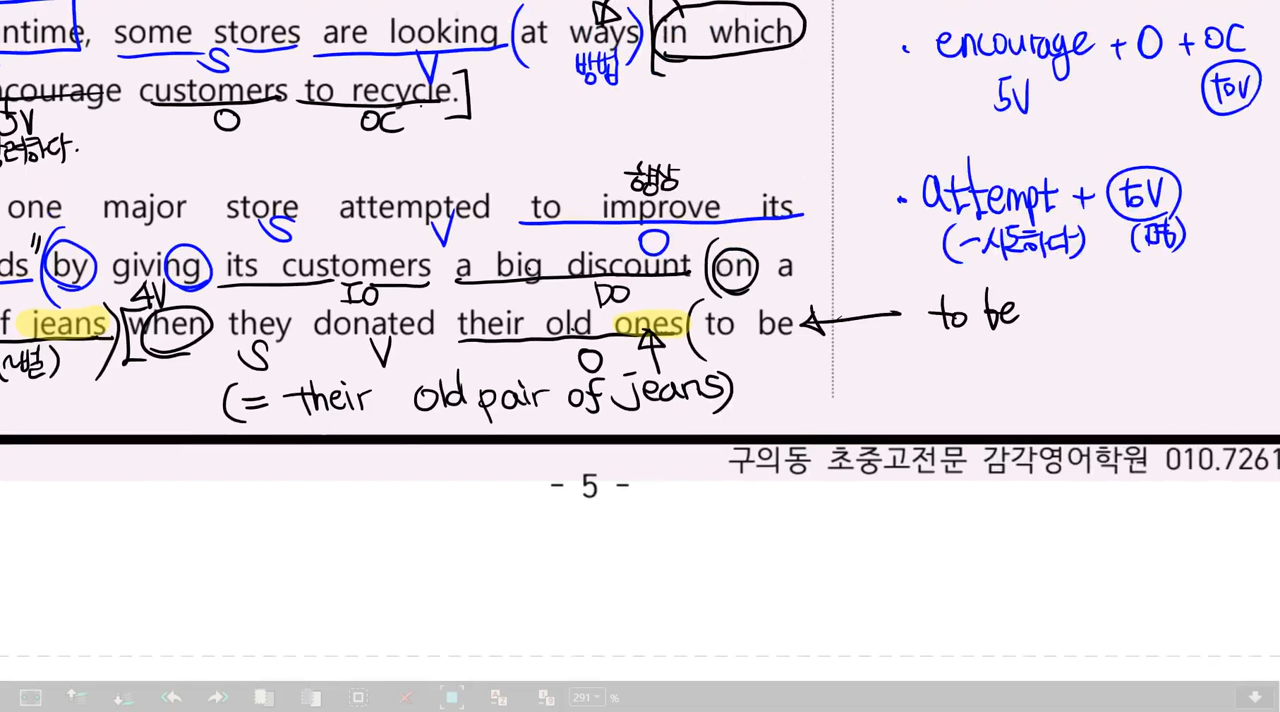 ntime, some stores are looking (at ways) [in which
S V 방법
courage customers to recycle.]
5V O OC
· encourage + O + OC
5V toV
· attempt + toV
(~시도하다)
향상
one major store attempted to improve its
S V O
ds" (by giving its customers a big discount (on a
4V IO DO
f jeans) [when they donated their old ones (to be ← to be
S V O
(= their old pair of jeans)
구의동 초중고전문 감각영어학원 010.7261
- 5 -
291 %